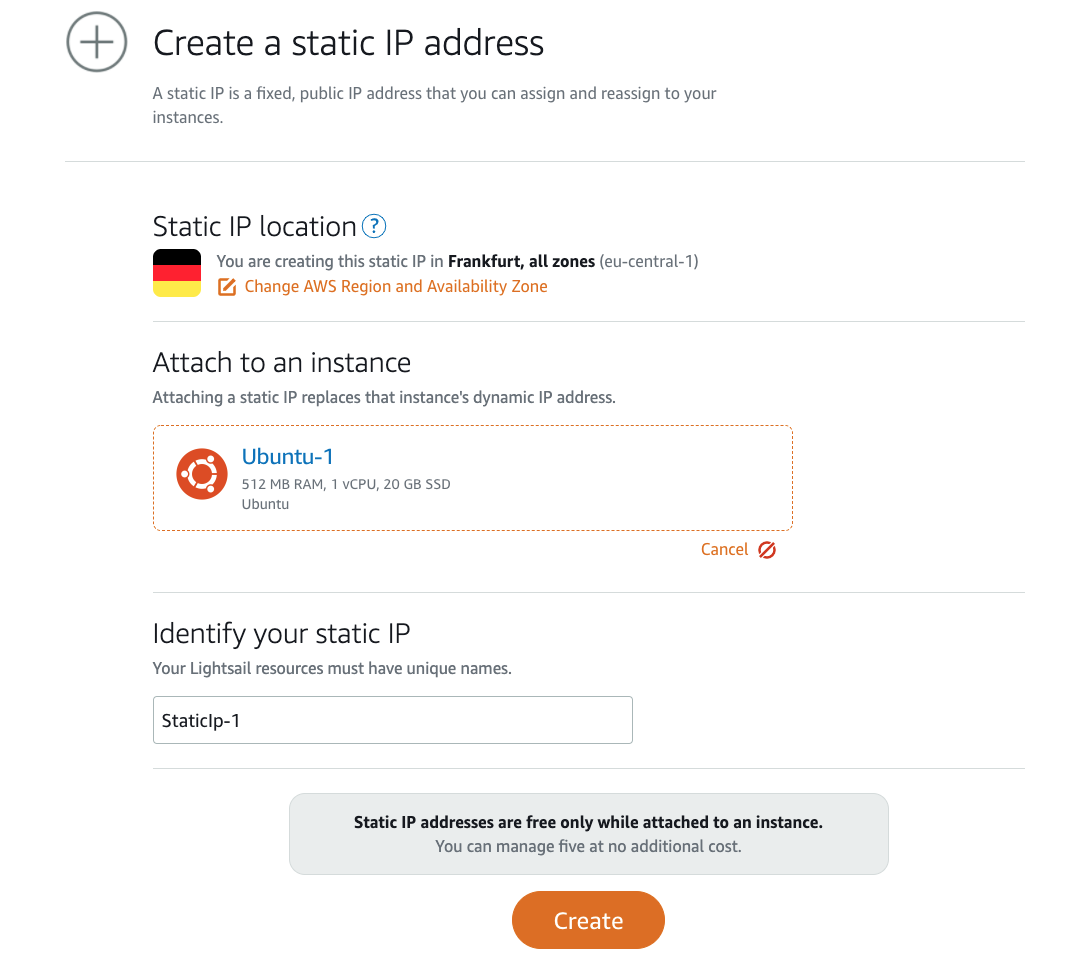 Create a static IP address
A static IP is a fixed, public IP address that you can assign and reassign to your
instances.
Static IP location ?
You are creating this static IP in Frankfurt, all zones (eu-central-1)
Change AWS Region and Availability Zone
Attach to an instance
Attaching a static IP replaces that instance's dynamic IP address.
Ubuntu-1
512 MB RAM, 1 vCPU, 20 GB SSD
Ubuntu
Cancel
Identify your static IP
Your Lightsail resources must have unique names.
StaticIp-1
Static IP addresses are free only while attached to an instance.
You can manage five at no additional cost.
Create